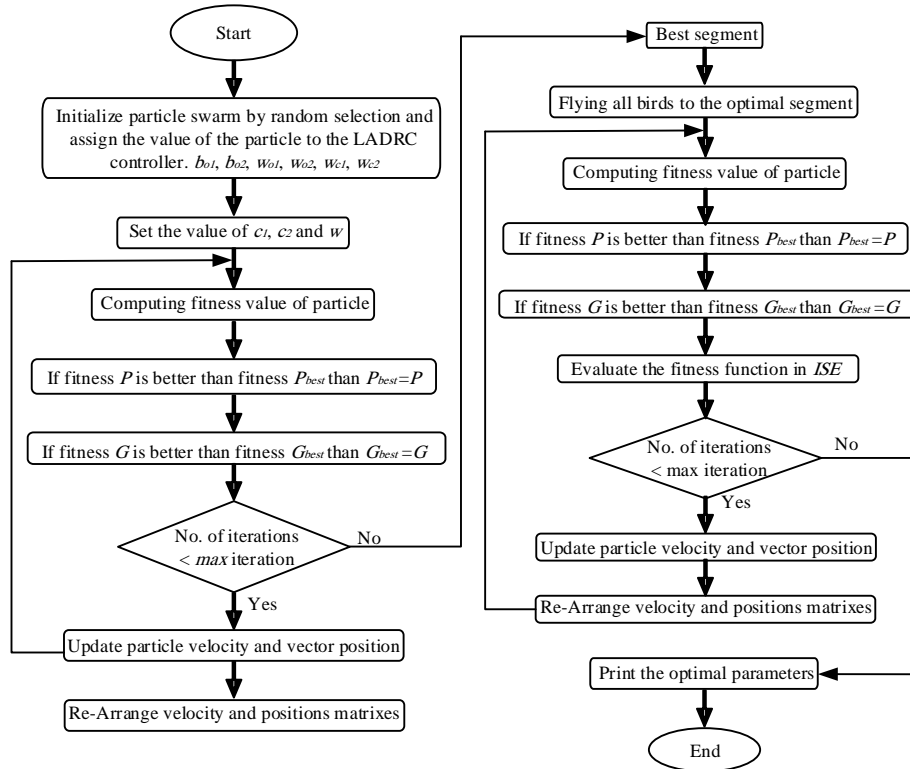 Start
Initialize particle swarm by random selection and
assign the value of the particle to the LADRC
controller. bo1, bo2, wo1, wo2, wc1, wc2
Set the value of c1, c2 and w
Computing fitness value of particle
If fitness P is better than fitness Pbest than Pbest=P
If fitness G is better than fitness Gbest than Gbest=G
No. of iterations
< max iteration
No
Yes
Update particle velocity and vector position
Re-Arrange velocity and positions matrixes
Best segment
Flying all birds to the optimal segment
Computing fitness value of particle
If fitness P is better than fitness Pbest than Pbest=P
If fitness G is better than fitness Gbest than Gbest=G
Evaluate the fitness function in ISE
No. of iterations
< max iteration
No
Yes
Update particle velocity and vector position
Re-Arrange velocity and positions matrixes
Print the optimal parameters
End